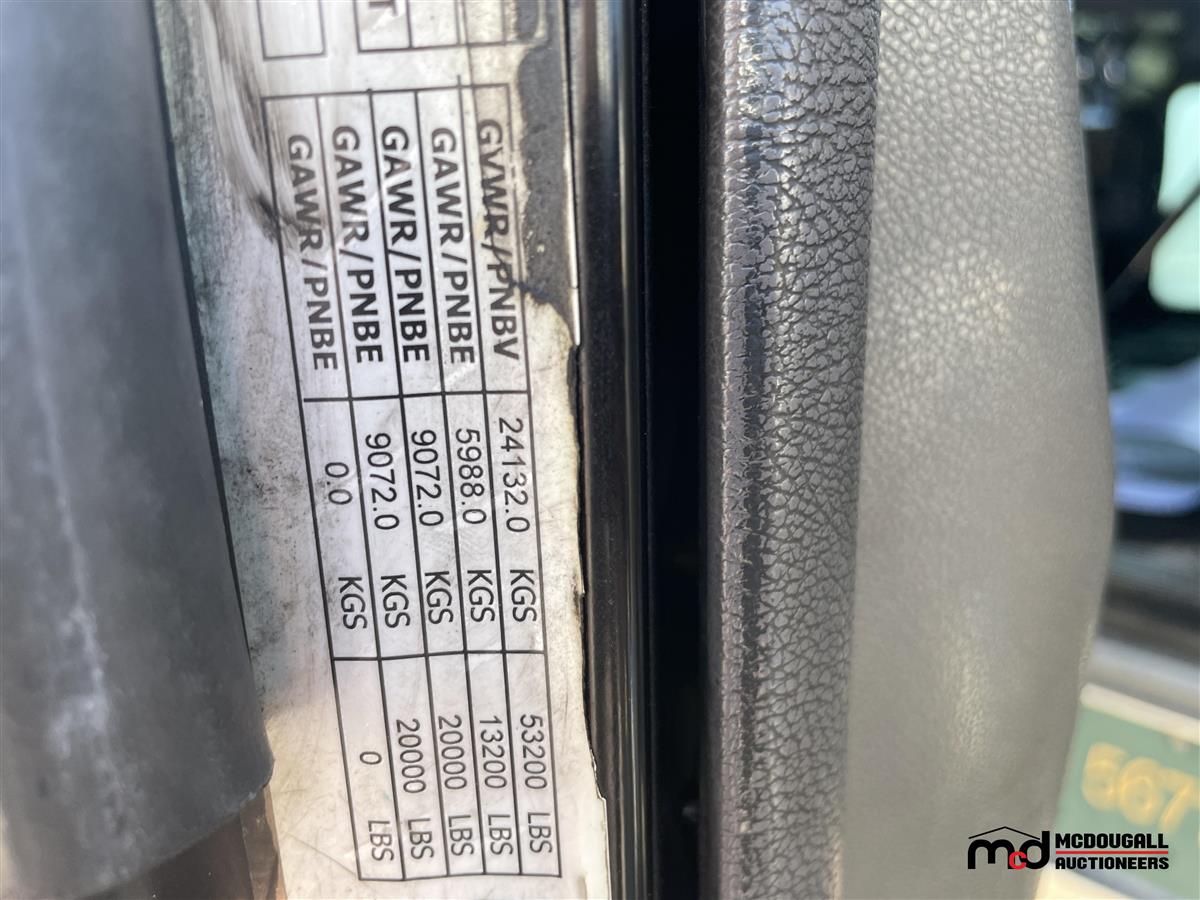 T
GVWR/PNBV 24132.0 KGS 53200 LBS
GAWR/PNBE 5988.0 KGS 13200 LBS
GAWR/PNBE 9072.0 KGS 20000 LBS
GAWR/PNBE 9072.0 KGS 20000 LBS
GAWR/PNBE 0.0 KGS 0 LBS
567
mcd MCDOUGALL
AUCTIONEERS